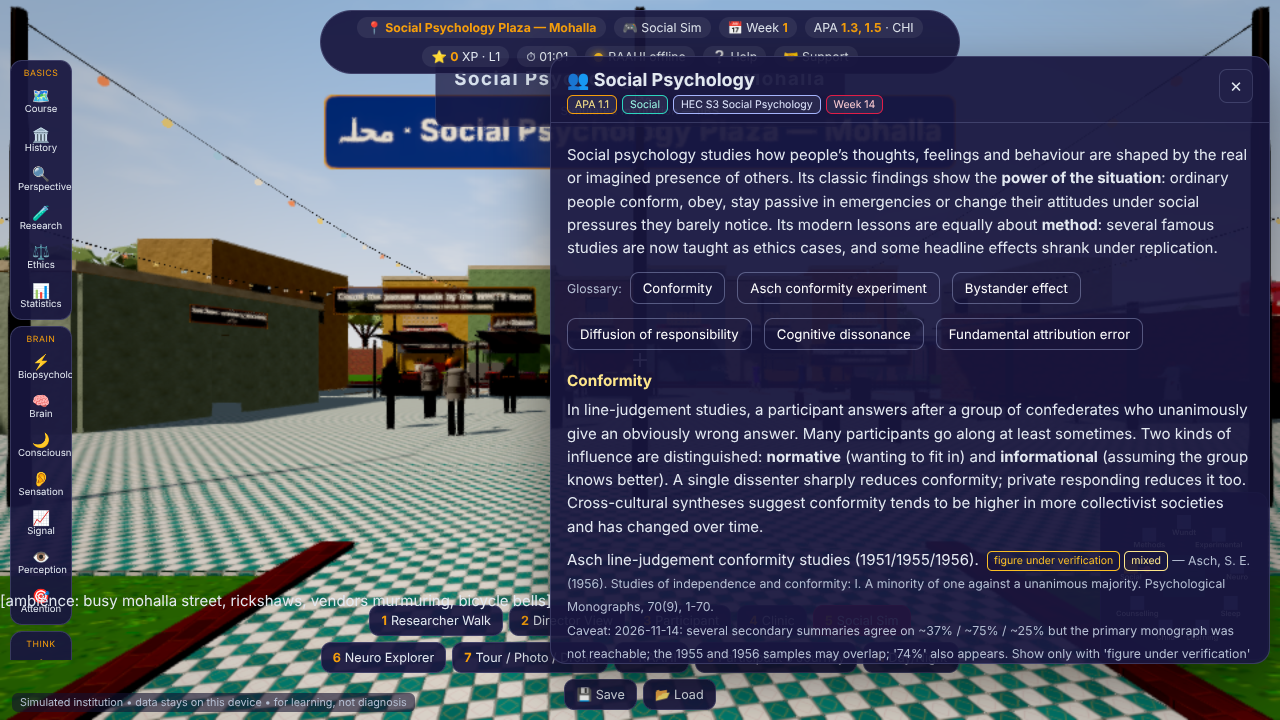 📍 Social Psychology Plaza — Mohalla
🎮 Social Sim
📅 Week 1
APA 1.3, 1.5 · CHI
⭐ 0 XP · L1
⏱ 01:01
RAAHI offline
❔ Help
Support
BASICS
Course
History
Perspective
Research
Ethics
Statistics
BRAIN
Biopsycholo
Brain
Consciousn
Sensation
Signal
Perception
Attention
THINK
محلہ · Social Psychology Plaza — Mohalla
👥 Social Psychology
✕
APA 1.1
Social
HEC S3 Social Psychology
Week 14
Social psychology studies how people’s thoughts, feelings and behaviour are shaped by the real
or imagined presence of others. Its classic findings show the power of the situation: ordinary
people conform, obey, stay passive in emergencies or change their attitudes under social
pressures they barely notice. Its modern lessons are equally about method: several famous
studies are now taught as ethics cases, and some headline effects shrank under replication.
Glossary:
Conformity
Asch conformity experiment
Bystander effect
Diffusion of responsibility
Cognitive dissonance
Fundamental attribution error
Conformity
In line-judgement studies, a participant answers after a group of confederates who unanimously
give an obviously wrong answer. Many participants go along at least sometimes. Two kinds of
influence are distinguished: normative (wanting to fit in) and informational (assuming the group
knows better). A single dissenter sharply reduces conformity; private responding reduces it too.
Cross-cultural syntheses suggest conformity tends to be higher in more collectivist societies
and has changed over time.
Asch line-judgement conformity studies (1951/1955/1956). figure under verification mixed — Asch, S. E.
(1956). Studies of independence and conformity: I. A minority of one against a unanimous majority. Psychological
Monographs, 70(9), 1-70.
Caveat: 2026-11-14: several secondary summaries agree on ~37% / ~75% / ~25% but the primary monograph was
not reachable; the 1955 and 1956 samples may overlap; '74%' also appears. Show only with 'figure under verification'
[ambience: busy mohalla street, rickshaws, vendors murmuring, bicycle bells]
1 Researcher Walk
2 Director View
Participant
Clinic
Social Sim
6 Neuro Explorer
7 Tour / Photo /
💾 Save
📂 Load
Simulated institution • data stays on this device • for learning, not diagnosis